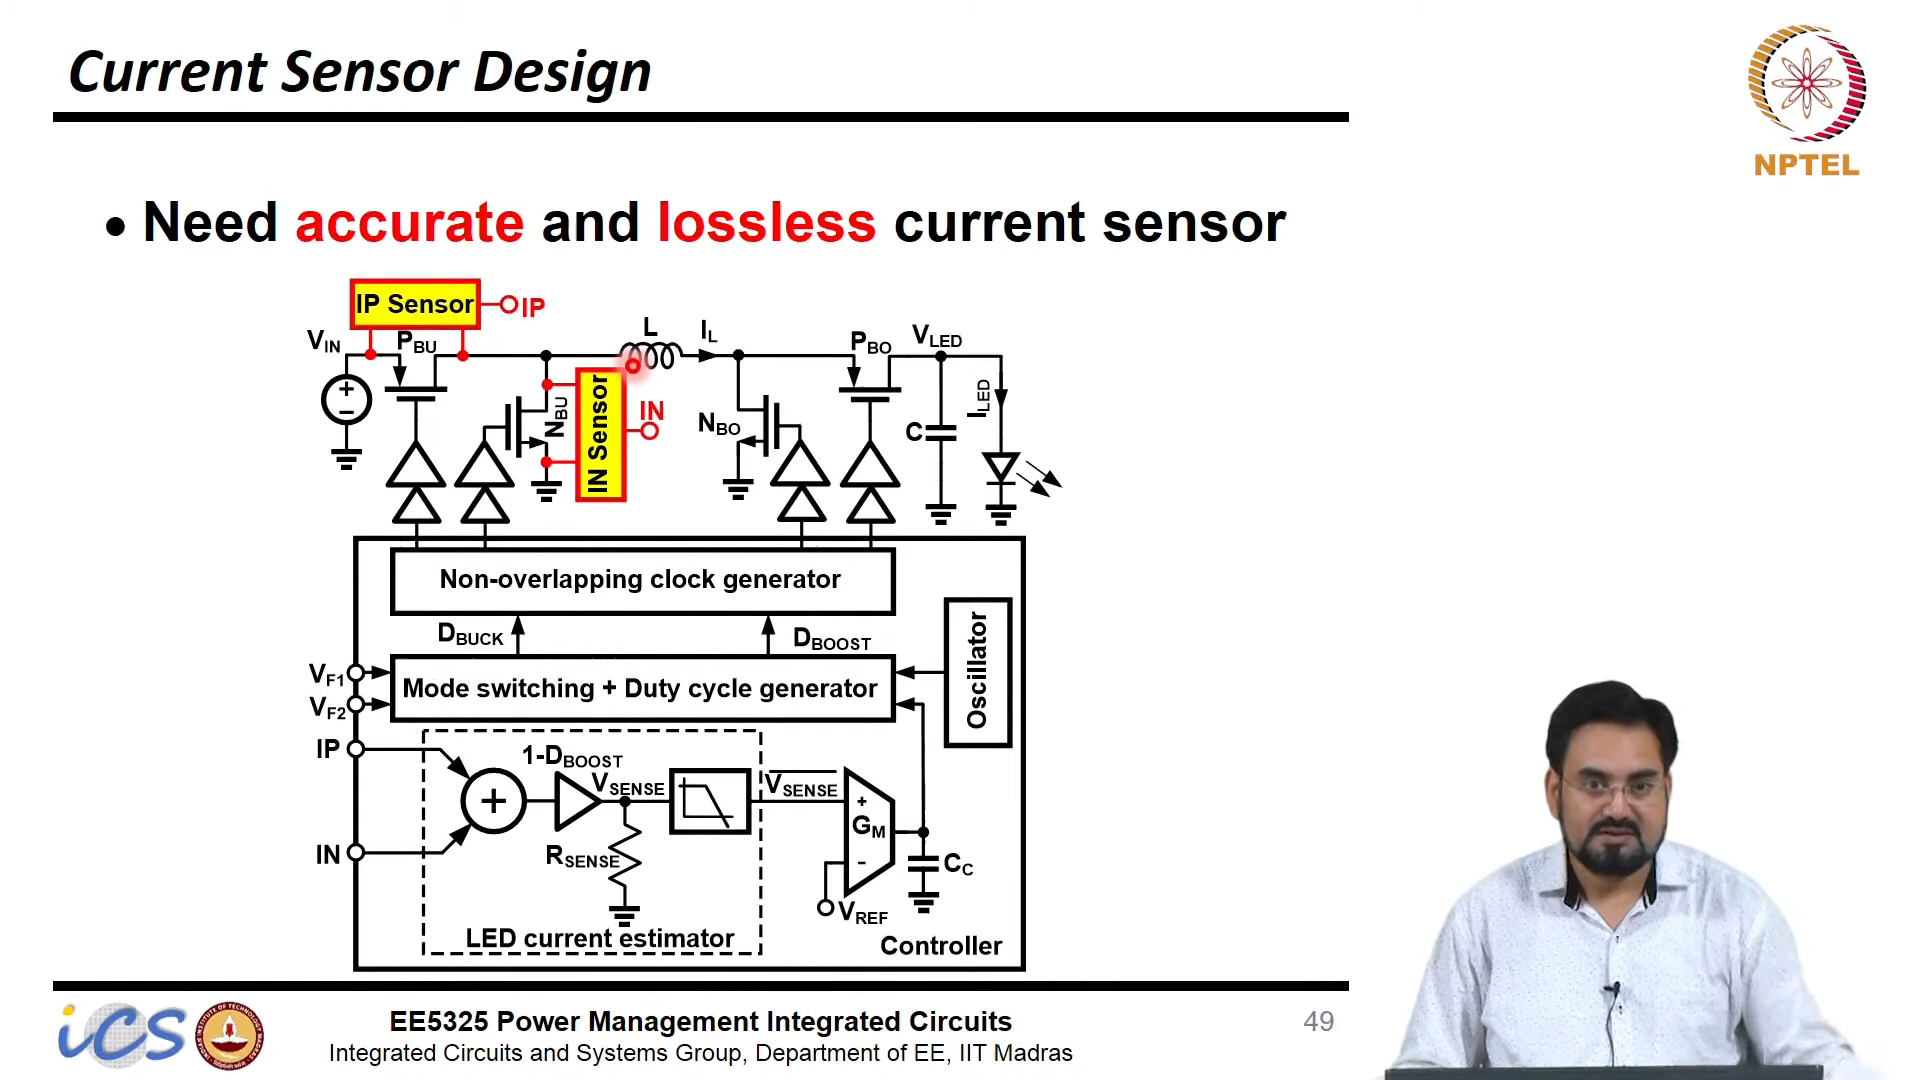 Current Sensor Design
NPTEL
• Need accurate and lossless current sensor
IP Sensor
IP
VIN
PBU
L
IL
PBO
VLED
NBU
IN Sensor
IN
NBO
C
ILED
Non-overlapping clock generator
DBUCK
DBOOST
Oscillator
VF1
Mode switching + Duty cycle generator
VF2
IP
1-DBOOST
VSENSE
VSENSE
+
GM
-
IN
RSENSE
CC
VREF
LED current estimator
Controller
iCS
EE5325 Power Management Integrated Circuits
49
Integrated Circuits and Systems Group, Department of EE, IIT Madras